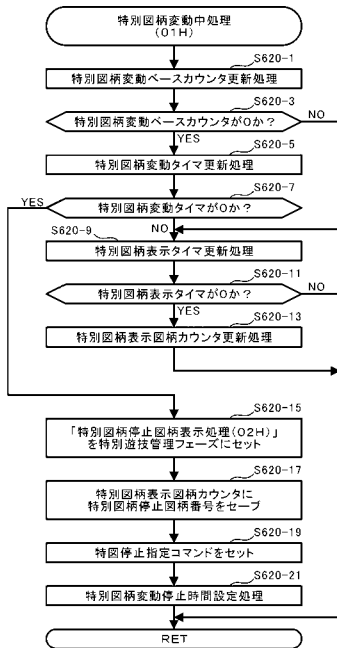 特別図柄変動中処理
(01H)
S620-1
特別図柄変動ベースカウンタ更新処理
S620-3
特別図柄変動ベースカウンタが0か?
NO
YES
S620-5
特別図柄変動タイマ更新処理
S620-7
特別図柄変動タイマが0か?
YES
NO
S620-9
特別図柄表示タイマ更新処理
S620-11
特別図柄表示タイマが0か?
NO
YES
S620-13
特別図柄表示図柄カウンタ更新処理
S620-15
「特別図柄停止図柄表示処理(02H)」
を特別遊技管理フェーズにセット
S620-17
特別図柄表示図柄カウンタに
特別図柄停止図柄番号をセーブ
S620-19
特図停止指定コマンドをセット
S620-21
特別図柄変動停止時間設定処理
RET